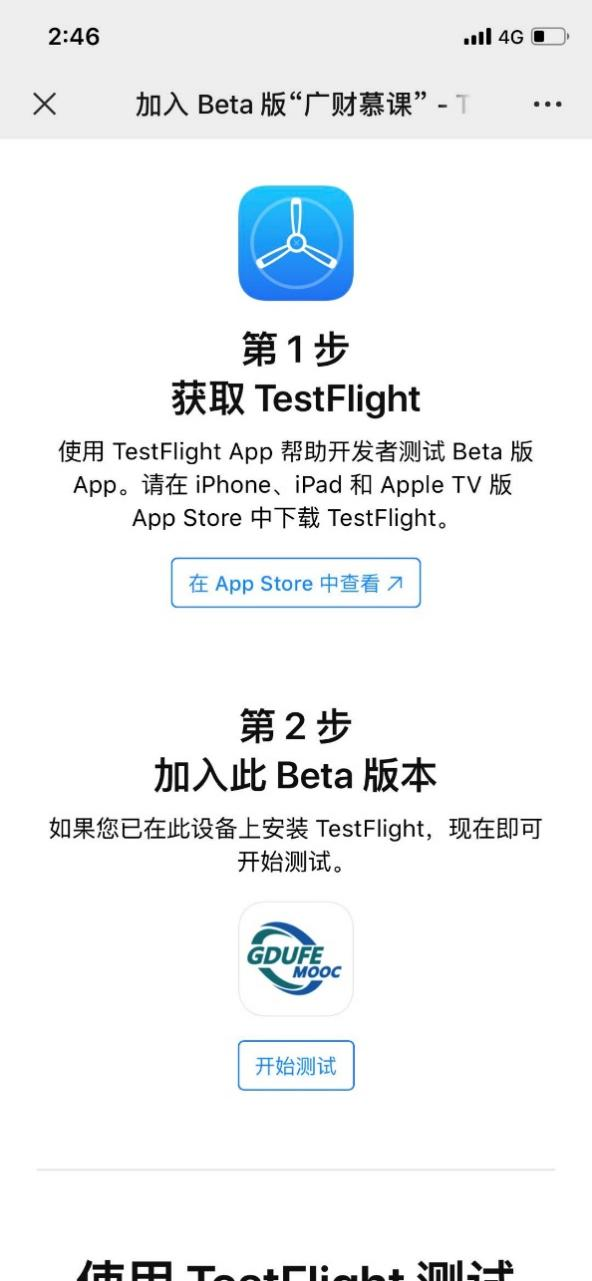 2:46
4G
加入 Beta 版“广财慕课” - T
第 1 步
获取 TestFlight
使用 TestFlight App 帮助开发者测试 Beta 版
App。请在 iPhone、iPad 和 Apple TV 版
App Store 中下载 TestFlight。
在 App Store 中查看
第 2 步
加入此 Beta 版本
如果您已在此设备上安装 TestFlight，现在即可
开始测试。
GDUFE
MOOC
开始测试
使用 TestFlight 测试